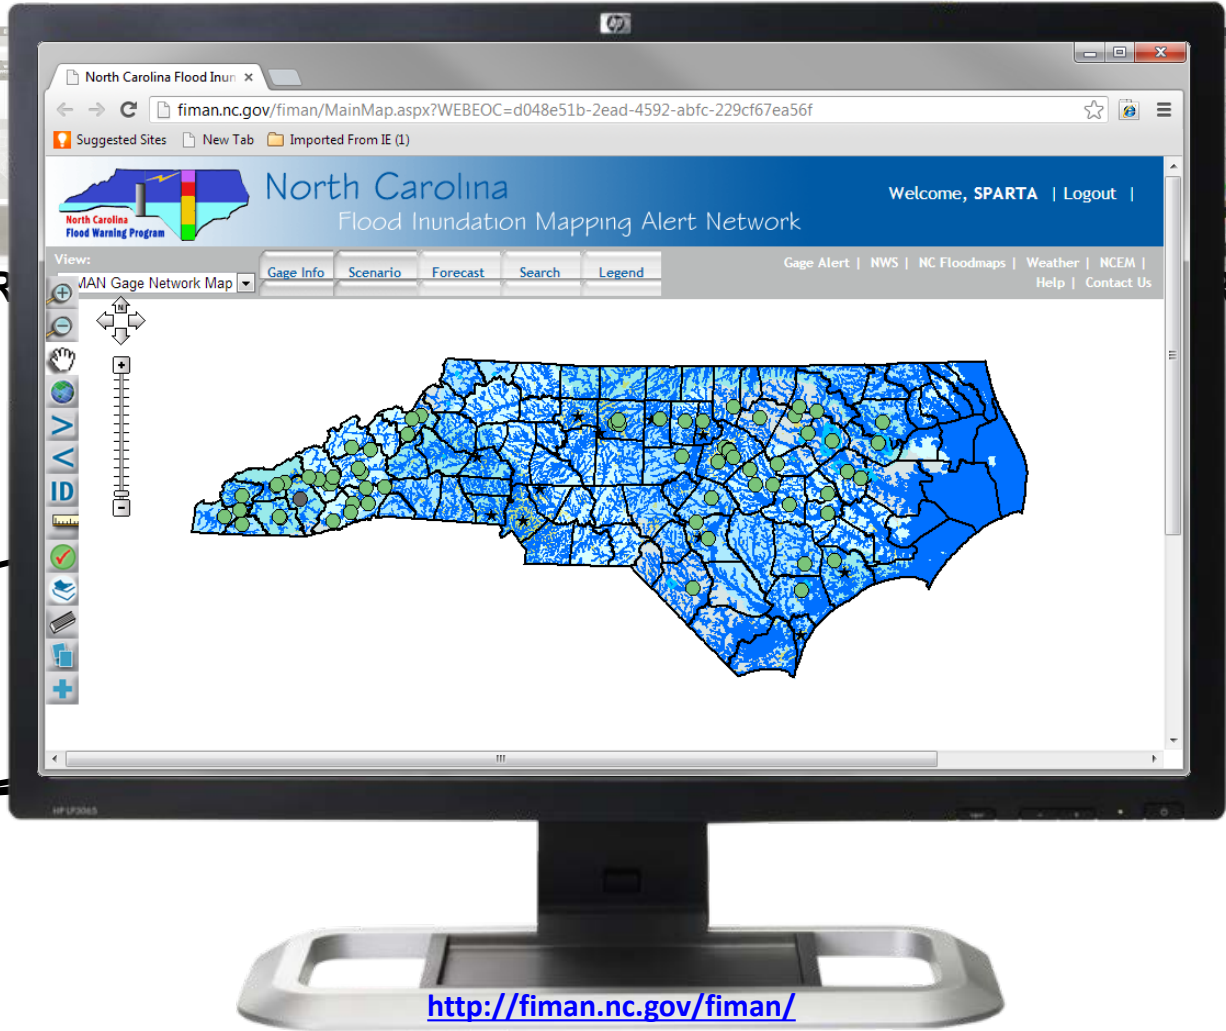 hp
North Carolina Flood Inun
fiman.nc.gov/fiman/MainMap.aspx?WEBEOC=d048e51b-2ead-4592-abfc-229cf67ea56f
Suggested Sites New Tab Imported From IE (1)
North Carolina
Flood Inundation Mapping Alert Network
Welcome, SPARTA | Logout |
North Carolina
Flood Warning Program
View:
MAN Gage Network Map
Gage Info Scenario Forecast Search Legend
Gage Alert | NWS | NC Floodmaps | Weather | NCEM |
Help | Contact Us
R
N
+
>
<
ID
-
HP LP3065
http://fiman.nc.gov/fiman/